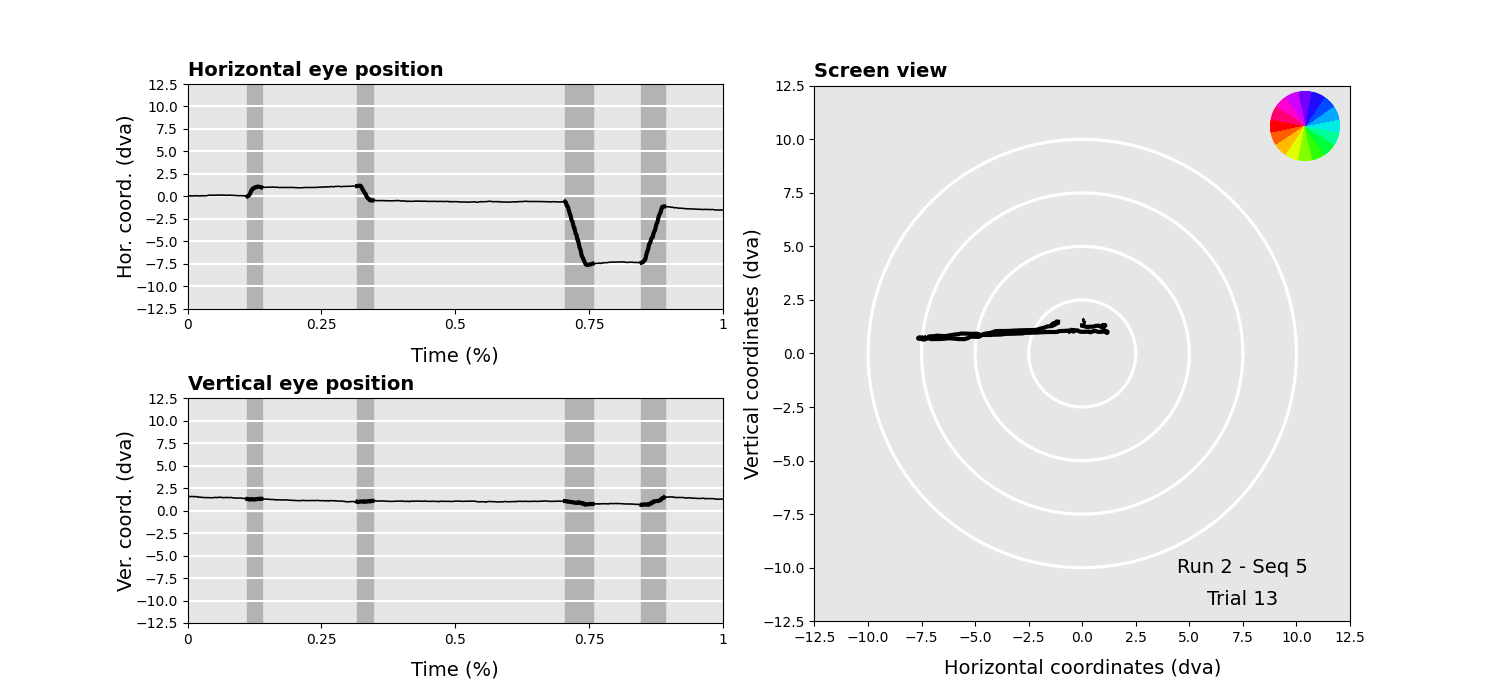 Horizontal eye position
12.5
10.0
7.5
5.0
2.5
0.0
−2.5
−5.0
−7.5
−10.0
−12.5
Hor. coord. (dva)
0 0.25 0.5 0.75 1
Time (%)
Vertical eye position
12.5
10.0
7.5
5.0
2.5
0.0
−2.5
−5.0
−7.5
−10.0
−12.5
Ver. coord. (dva)
0 0.25 0.5 0.75 1
Time (%)
Screen view
12.5
10.0
7.5
5.0
2.5
0.0
−2.5
−5.0
−7.5
−10.0
−12.5
Vertical coordinates (dva)
Run 2 - Seq 5
Trial 13
−12.5 −10.0 −7.5 −5.0 −2.5 0.0 2.5 5.0 7.5 10.0 12.5
Horizontal coordinates (dva)